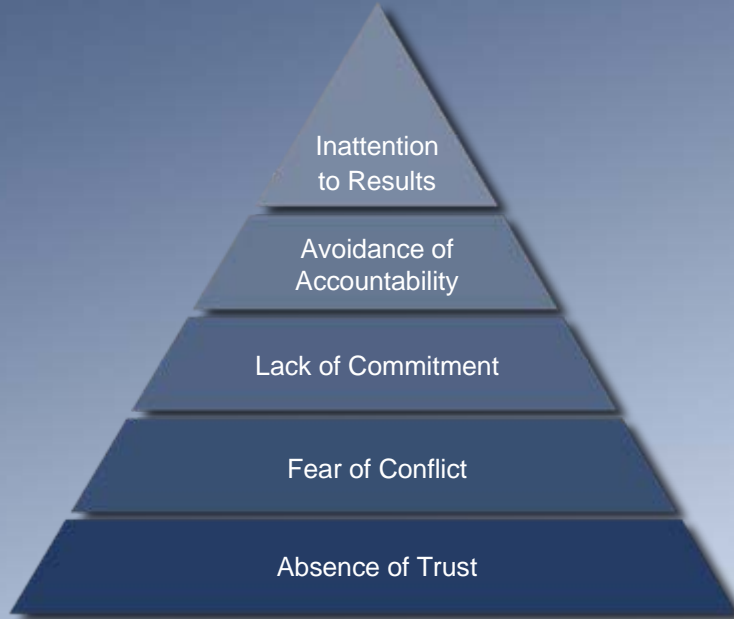 Inattention
to Results
Avoidance of
Accountability
Lack of Commitment
Fear of Conflict
Absence of Trust